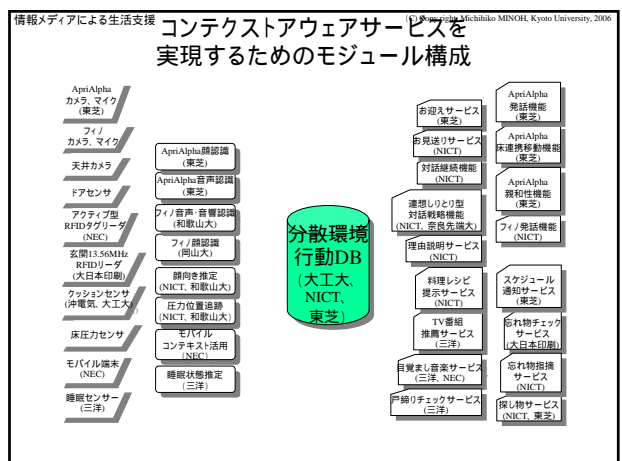 情報メディアによる生活支援
(C) Copyright Michihiko MINOH, Kyoto University, 2006
コンテクストアウェアサービスを
実現するためのモジュール構成
ApriAlpha
カメラ、マイク
(東芝)
フィノ
カメラ、マイク
天井カメラ
ドアセンサ
アクティブ型
RFIDタグリーダ
(NEC)
玄関13.56MHz
RFIDリーダ
(大日本印刷)
クッションセンサ
(沖電気、大工大)
床圧力センサ
モバイル端末
(NEC)
睡眠センサー
(三洋)
ApriAlpha顔認識
(東芝)
ApriAlpha音声認識
(東芝)
フィノ音声・音響認識
(和歌山大)
フィノ顔認識
(岡山大)
顔向き推定
(NICT、和歌山大)
圧力位置追跡
(NICT、和歌山大)
モバイル
コンテキスト活用
(NEC)
睡眠状態推定
(三洋)
分散環境
行動DB
(大工大、
NICT、
東芝)
お迎えサービス
(東芝)
お見送りサービス
(NICT)
対話継続機能
(NICT)
連想しりとり型
対話戦略機能
(NICT、奈良先端大)
理由説明サービス
(NICT)
料理レシピ
提示サービス
(NICT)
TV番組
推薦サービス
(三洋)
目覚まし音楽サービス
(三洋、NEC)
戸締りチェックサービス
(三洋)
ApriAlpha
発話機能
(東芝)
ApriAlpha
床連携移動機能
(東芝)
ApriAlpha
親和性機能
(東芝)
フィノ発話機能
(NICT)
スケジュール
通知サービス
(東芝)
忘れ物チェック
サービス
(大日本印刷)
忘れ物指摘
サービス
(NICT)
探し物サービス
(NICT、東芝)